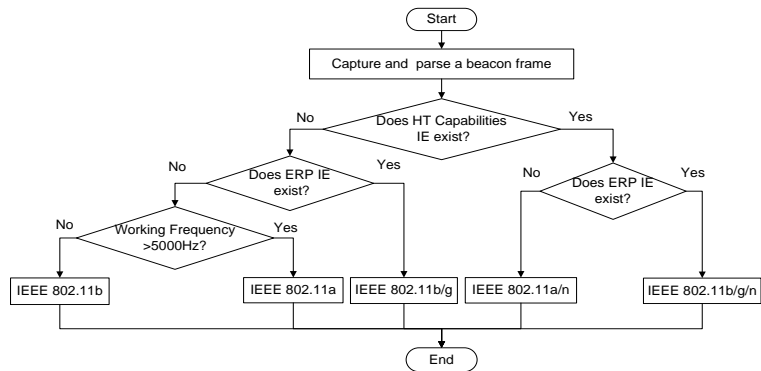 Start
Capture and parse a beacon frame
Does HT Capabilities
IE exist?
No
Yes
Does ERP IE
exist?
No
Yes
Does ERP IE
exist?
No
Yes
Working Frequency
>5000Hz?
No
Yes
IEEE 802.11b
IEEE 802.11a
IEEE 802.11b/g
IEEE 802.11a/n
IEEE 802.11b/g/n
End